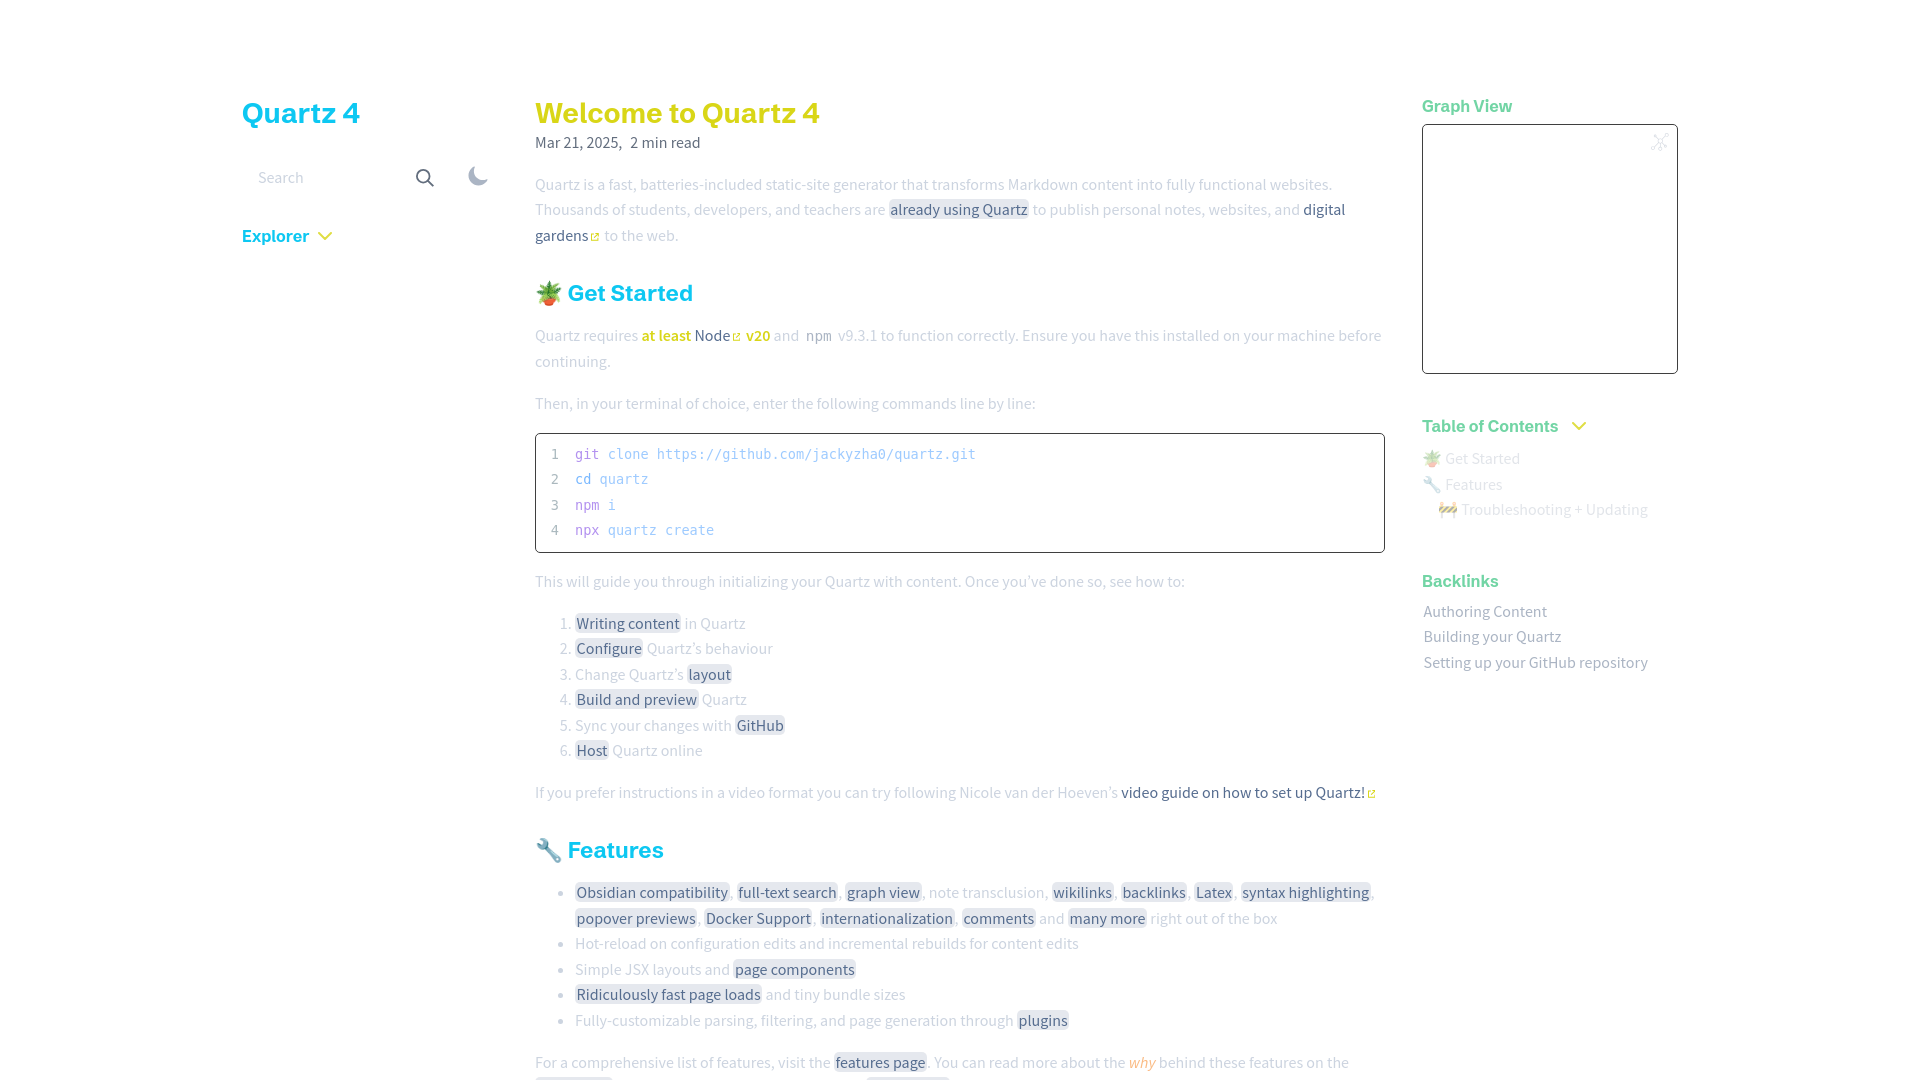 Quartz 4
Search
Explorer
Welcome to Quartz 4
Mar 21, 2025, 2 min read
Quartz is a fast, batteries-included static-site generator that transforms Markdown content into fully functional websites.
Thousands of students, developers, and teachers are already using Quartz to publish personal notes, websites, and digital
gardens to the web.
🪴 Get Started
Quartz requires at least Node v20 and npm v9.3.1 to function correctly. Ensure you have this installed on your machine before
continuing.
Then, in your terminal of choice, enter the following commands line by line:
1 git clone https://github.com/jackyzha0/quartz.git
2 cd quartz
3 npm i
4 npx quartz create
This will guide you through initializing your Quartz with content. Once you've done so, see how to:
1. Writing content in Quartz
2. Configure Quartz's behaviour
3. Change Quartz's layout
4. Build and preview Quartz
5. Sync your changes with GitHub
6. Host Quartz online
If you prefer instructions in a video format you can try following Nicole van der Hoeven's video guide on how to set up Quartz!
🔧 Features
• Obsidian compatibility, full-text search, graph view, note transclusion, wikilinks, backlinks, Latex, syntax highlighting,
popover previews, Docker Support, internationalization, comments and many more right out of the box
• Hot-reload on configuration edits and incremental rebuilds for content edits
• Simple JSX layouts and page components
• Ridiculously fast page loads and tiny bundle sizes
• Fully-customizable parsing, filtering, and page generation through plugins
For a comprehensive list of features, visit the features page. You can read more about the why behind these features on the
Graph View
Table of Contents
🪴 Get Started
🔧 Features
🚧 Troubleshooting + Updating
Backlinks
Authoring Content
Building your Quartz
Setting up your GitHub repository